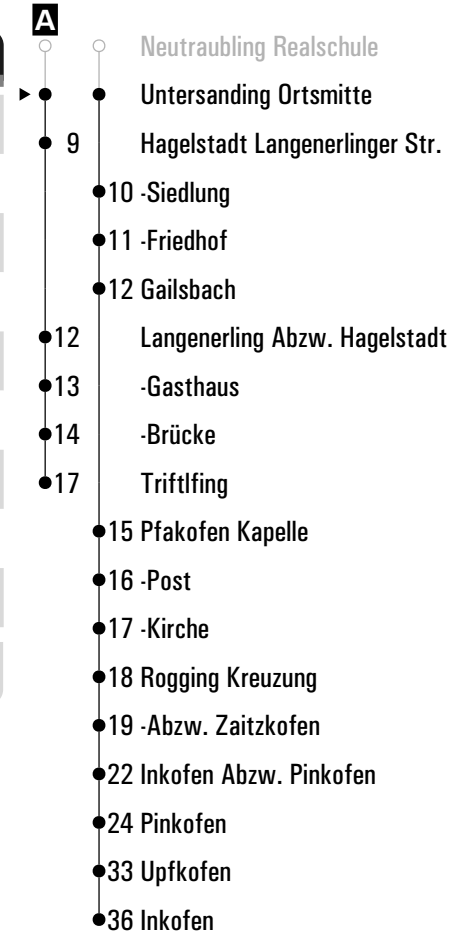 A
Neutraubling Realschule
Untersanding Ortsmitte
9 Hagelstadt Langenerlinger Str.
10 -Siedlung
11 -Friedhof
12 Gailsbach
12 Langenerling Abzw. Hagelstadt
13 -Gasthaus
14 -Brücke
17 Triftlfing
15 Pfakofen Kapelle
16 -Post
17 -Kirche
18 Rogging Kreuzung
19 -Abzw. Zaitzkofen
22 Inkofen Abzw. Pinkofen
24 Pinkofen
33 Upfkofen
36 Inkofen